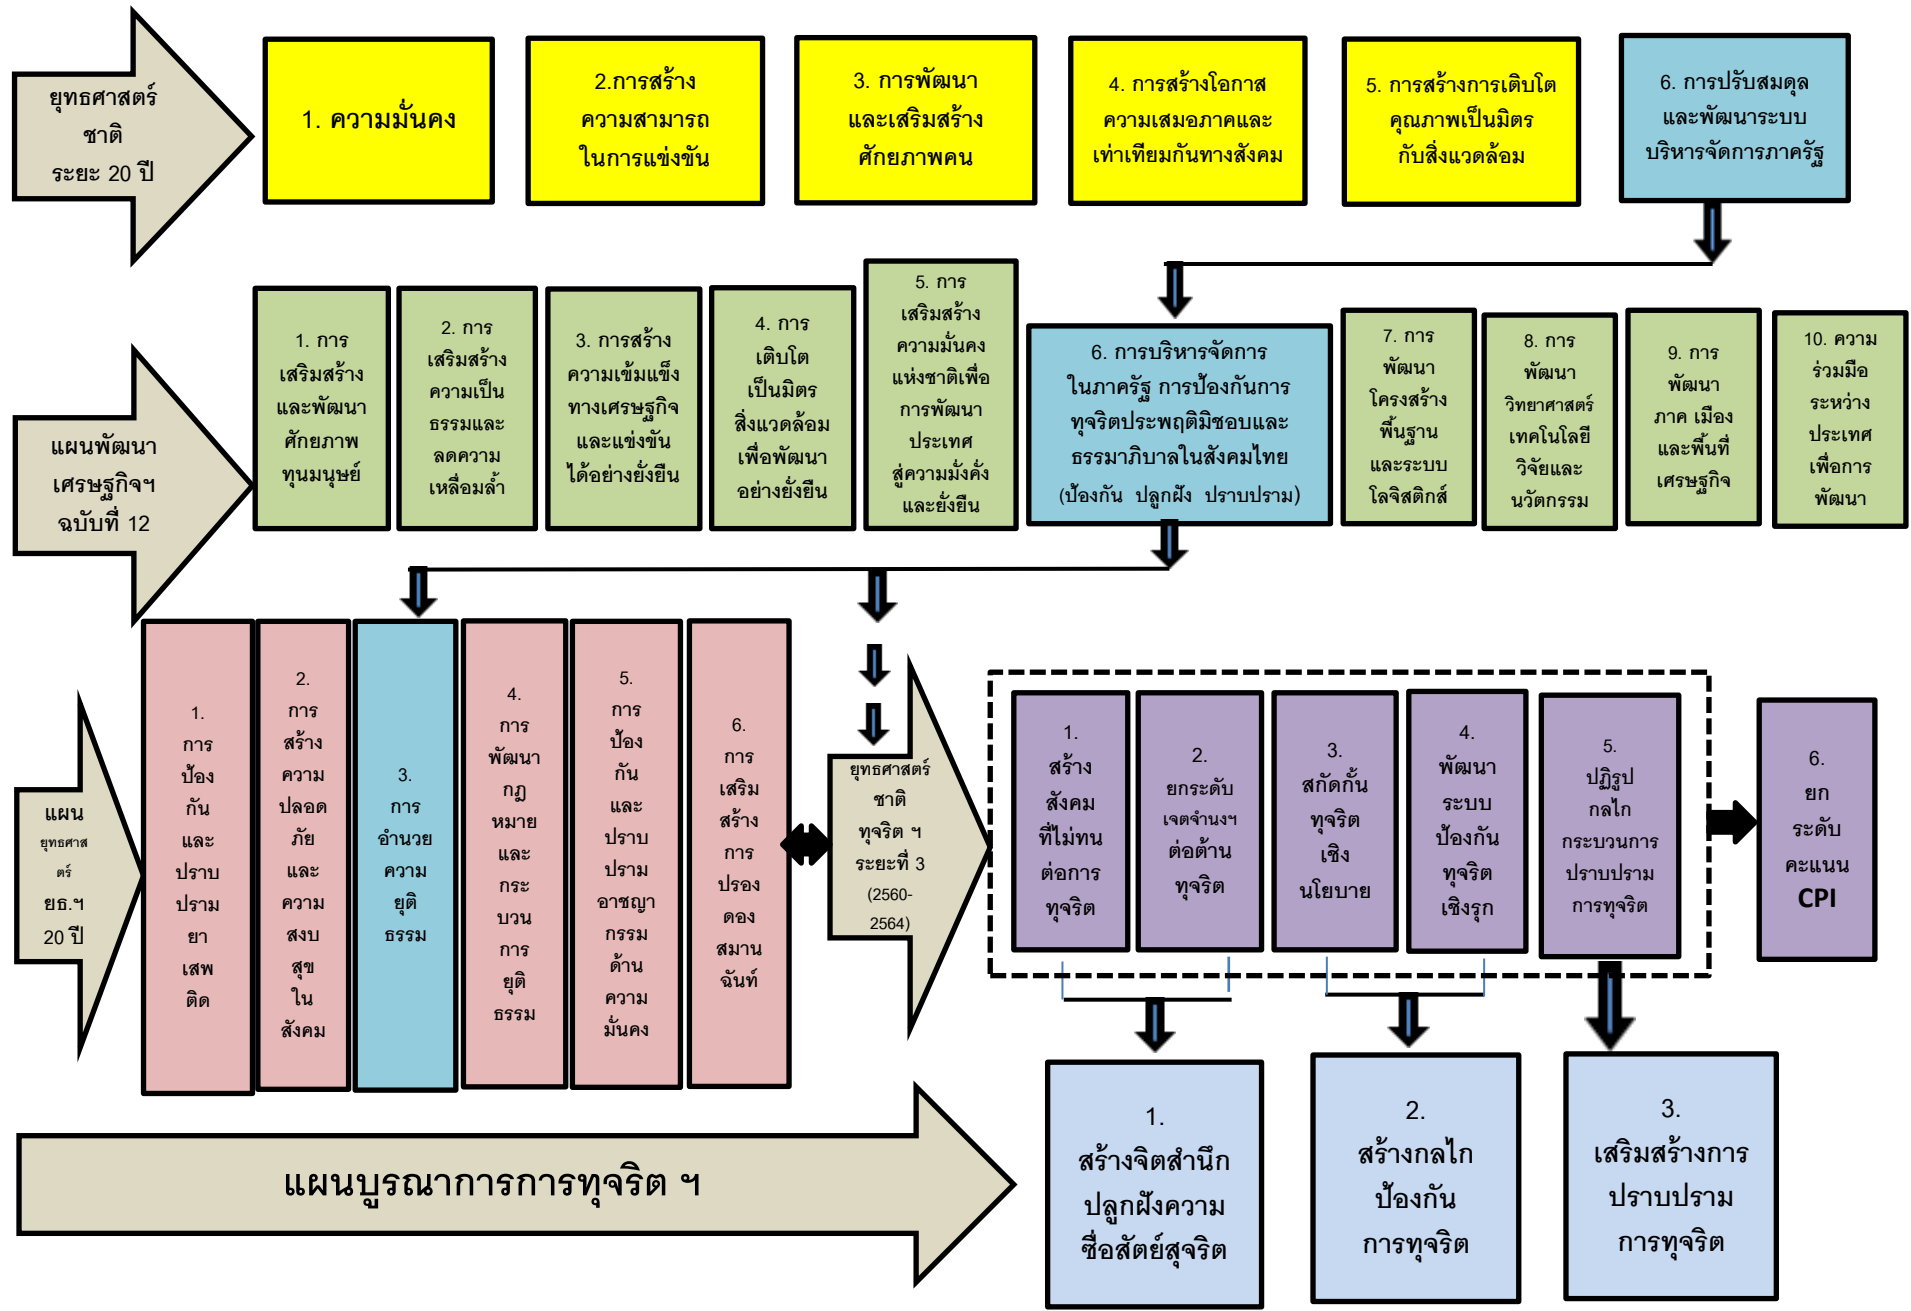 ยุทธศาสตร์
ชาติ
ระยะ 20 ปี
1. ความมั่นคง
2.การสร้าง
ความสามารถ
ในการแข่งขัน
3. การพัฒนา
และเสริมสร้าง
ศักยภาพคน
4. การสร้างโอกาส
ความเสมอภาคและ
เท่าเทียมกันทางสังคม
5. การสร้างการเติบโต
คุณภาพเป็นมิตร
กับสิ่งแวดล้อม
6. การปรับสมดุล
และพัฒนาระบบ
บริหารจัดการภาครัฐ
แผนพัฒนา
เศรษฐกิจฯ
ฉบับที่ 12
1. การ
เสริมสร้าง
และพัฒนา
ศักยภาพ
ทุนมนุษย์
2. การ
เสริมสร้าง
ความเป็น
ธรรมและ
ลดความ
เหลื่อมล้ำ
3. การสร้าง
ความเข้มแข็ง
ทางเศรษฐกิจ
และแข่งขัน
ได้อย่างยั่งยืน
4. การ
เติบโต
เป็นมิตร
สิ่งแวดล้อม
เพื่อพัฒนา
อย่างยั่งยืน
5. การ
เสริมสร้าง
ความมั่นคง
แห่งชาติเพื่อ
การพัฒนา
ประเทศ
สู่ความมั่งคั่ง
และยั่งยืน
6. การบริหารจัดการ
ในภาครัฐ การป้องกันการ
ทุจริตประพฤติมิชอบและ
ธรรมาภิบาลในสังคมไทย
(ป้องกัน ปลูกฝัง ปราบปราม)
7. การ
พัฒนา
โครงสร้าง
พื้นฐาน
และระบบ
โลจิสติกส์
8. การ
พัฒนา
วิทยาศาสตร์
เทคโนโลยี
วิจัยและ
นวัตกรรม
9. การ
พัฒนา
ภาค เมือง
และพื้นที่
เศรษฐกิจ
10. ความ
ร่วมมือ
ระหว่าง
ประเทศ
เพื่อการ
พัฒนา
แผน
ยุทธศาส
ตร์
ยธ.ฯ
20 ปี
1.
การ
ป้อง
กัน
และ
ปราบ
ปราม
ยา
เสพ
ติด
2.
การ
สร้าง
ความ
ปลอด
ภัย
และ
ความ
สงบ
สุข
ใน
สังคม
3.
การ
อำนวย
ความ
ยุติ
ธรรม
4.
การ
พัฒนา
กฎ
หมาย
และ
กระ
บวน
การ
ยุติ
ธรรม
5.
การ
ป้อง
กัน
และ
ปราบ
ปราม
อาชญา
กรรม
ด้าน
ความ
มั่นคง
6.
การ
เสริม
สร้าง
การ
ปรอง
ดอง
สมาน
ฉันท์
ยุทธศาสตร์
ชาติ
ทุจริต ฯ
ระยะที่ 3
(2560-
2564)
1.
สร้าง
สังคม
ที่ไม่ทน
ต่อการ
ทุจริต
2.
ยกระดับ
เจตจำนงฯ
ต่อต้าน
ทุจริต
3.
สกัดกั้น
ทุจริต
เชิง
นโยบาย
4.
พัฒนา
ระบบ
ป้องกัน
ทุจริต
เชิงรุก
5.
ปฏิรูป
กลไก
กระบวนการ
ปราบปราม
การทุจริต
6.
ยก
ระดับ
คะแนน
CPI
แผนบูรณาการการทุจริต ฯ
1.
สร้างจิตสำนึก
ปลูกฝังความ
ซื่อสัตย์สุจริต
2.
สร้างกลไก
ป้องกัน
การทุจริต
3.
เสริมสร้างการ
ปราบปราม
การทุจริต